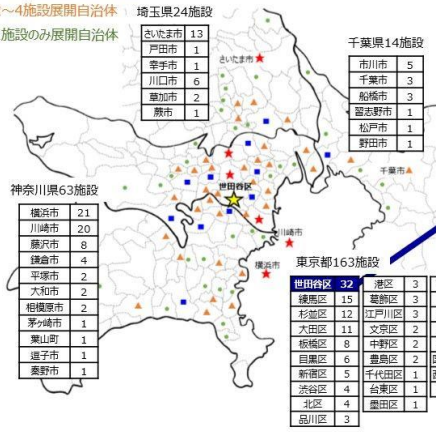 ～4施設展開自治体
施設のみ展開自治体
埼玉県24施設
さいたま市 13
戸田市 1
幸手市 1
川口市 6
草加市 2
蕨市 1
千葉県14施設
市川市 5
千葉市 3
船橋市 3
習志野市 1
松戸市 1
野田市 1
さいたま市
千葉市
世田谷区
川崎市
横浜市
神奈川県63施設
横浜市 21
川崎市 20
藤沢市 8
鎌倉市 4
平塚市 2
大和市 2
相模原市 2
茅ヶ崎市 1
葉山町 1
逗子市 1
秦野市 1
東京都163施設
世田谷区 32 港区 3
練馬区 15 葛飾区 3
杉並区 12 江戸川区 3
大田区 11 文京区 2
板橋区 8 中野区 2
目黒区 6 豊島区 2
新宿区 5 千代田区 1
渋谷区 4 台東区 1
北区 4 墨田区 1
品川区 3